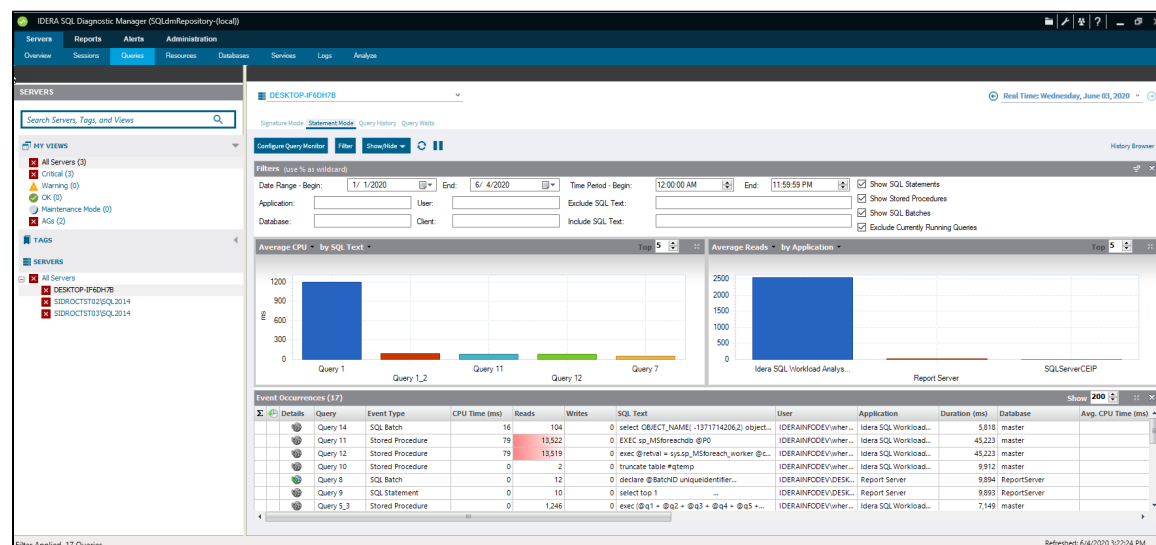 IDERA SQL Diagnostic Manager (SQLdmRepository-(local))
Servers Reports Alerts Administration
Overview Sessions Queries Resources Databases Services Logs Analyze
SERVERS
DESKTOP-IF6DH7B
Real Time: Wednesday, June 03, 2020
Search Servers, Tags, and Views
Signature Mode Statement Mode Query History Query Waits
MY VIEWS
Configure Query Monitor Filter Show/Hide
History Browser
All Servers (3)
Critical (3)
Warning (0)
OK (0)
Maintenance Mode (0)
AGs (2)
TAGS
SERVERS
All Servers
DESKTOP-IF6DH7B
SIDROCTST02\SQL2014
SIDROCTST03\SQL2014
Filters (use % as wildcard)
Date Range - Begin: 1/ 1/2020 End: 6/ 4/2020 Time Period - Begin: 12:00:00 AM End: 11:59:59 PM Show SQL Statements
Application: User: Exclude SQL Text: Show Stored Procedures
Show SQL Batches
Database: Client: Include SQL Text:
Exclude Currently Running Queries
Average CPU by SQL Text Top 5
1200
900
600
300
0
ms
Query 1 Query 1_2 Query 11 Query 12 Query 7
Average Reads by Application Top 5
2500
2000
1500
1000
500
0
Idera SQL Workload Analys... Report Server SQLServerCEIP
Event Occurrences (17) Show 200
Σ Details Query Event Type CPU Time (ms) Reads Writes SQL Text User Application Duration (ms) Database Avg. CPU Time (ms)
Query 14 SQL Batch 16 104 0 select OBJECT_NAME( -1371714206,2) object... IDERAINFODEV\wher... Idera SQL Workload... 5,818 master
Query 11 Stored Procedure 79 13,522 0 EXEC sp_MSforeachdb @P0 IDERAINFODEV\wher... Idera SQL Workload... 45,223 master
Query 12 Stored Procedure 79 13,519 0 exec @retval = sys.sp_MSforeach_worker @c... IDERAINFODEV\wher... Idera SQL Workload... 45,223 master
Query 10 Stored Procedure 0 2 0 truncate table #qtemp IDERAINFODEV\wher... Idera SQL Workload... 9,912 master
Query 8 SQL Batch 0 12 0 declare @BatchID uniqueidentifier... IDERAINFODEV\DESK... Report Server 9,894 ReportServer
Query 9 SQL Statement 0 10 0 select top 1 ... IDERAINFODEV\DESK... Report Server 9,893 ReportServer
Query 5_3 Stored Procedure 0 1,246 0 exec (@q1 + @q2 + @q3 + @q4 + @q5 +... IDERAINFODEV\wher... Idera SQL Workload... 7,149 master
Filter Applied. 17 Queries. Refreshed: 6/4/2020 3:22:24 PM